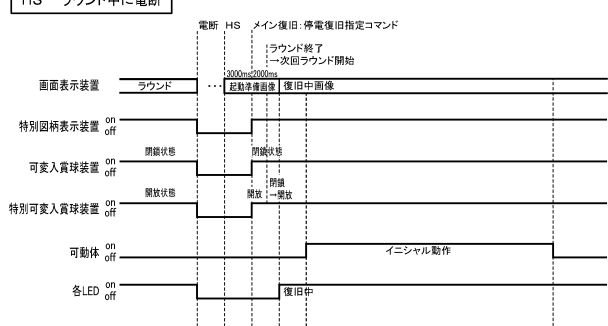 HS ラウンド中に電断
電断 HS メイン復旧:停電復旧指定コマンド
ラウンド終了
→次回ラウンド開始
3000ms 2000ms
画面表示装置 ラウンド … 起動準備画像 復旧中画像
特別図柄表示装置 on off
可変入賞球装置 on off 閉鎖状態 閉鎖状態
特別可変入賞球装置 on off 開放状態 開放 閉鎖
→開放
可動体 on off イニシャル動作
各LED on off 復旧中